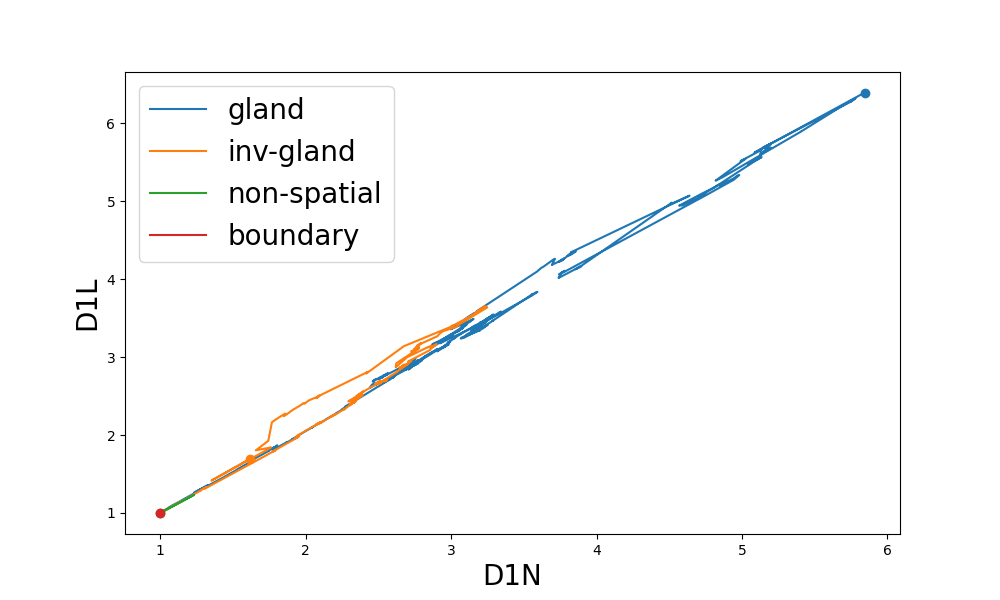 gland
inv-gland
non-spatial
boundary
6
5
4
3
2
1
D1L
1 2 3 4 5 6
D1N